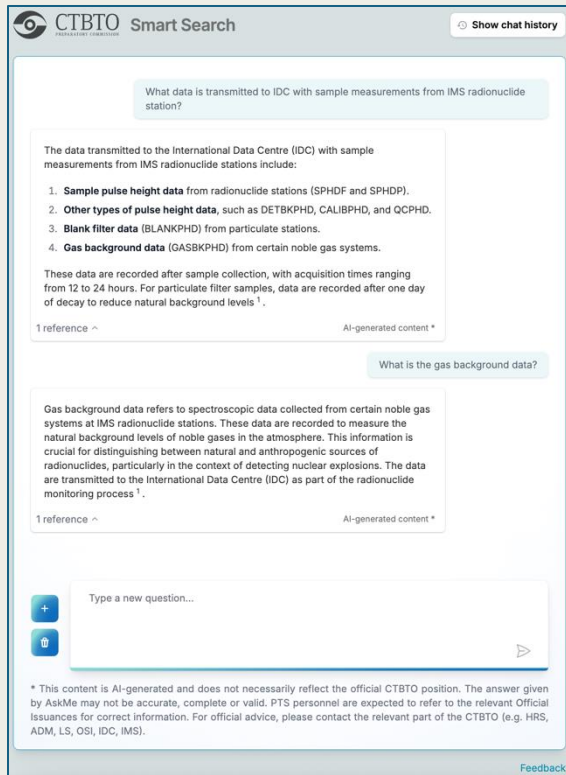 CTBTO
PREPARATORY COMMISSION
Smart Search
Show chat history
What data is transmitted to IDC with sample measurements from IMS radionuclide
station?
The data transmitted to the International Data Centre (IDC) with sample
measurements from IMS radionuclide stations include:
1. Sample pulse height data from radionuclide stations (SPHDF and SPHDP).
2. Other types of pulse height data, such as DETBKPHD, CALIBPHD, and QCPHD.
3. Blank filter data (BLANKPHD) from particulate stations.
4. Gas background data (GASBKPHD) from certain noble gas systems.
These data are recorded after sample collection, with acquisition times ranging
from 12 to 24 hours. For particulate filter samples, data are recorded after one day
of decay to reduce natural background levels 1 .
1 reference
AI-generated content *
What is the gas background data?
Gas background data refers to spectroscopic data collected from certain noble gas
systems at IMS radionuclide stations. These data are recorded to measure the
natural background levels of noble gases in the atmosphere. This information is
crucial for distinguishing between natural and anthropogenic sources of
radionuclides, particularly in the context of detecting nuclear explosions. The data
are transmitted to the International Data Centre (IDC) as part of the radionuclide
monitoring process 1 .
1 reference
AI-generated content *
Type a new question...
* This content is AI-generated and does not necessarily reflect the official CTBTO position. The answer given
by AskMe may not be accurate, complete or valid. PTS personnel are expected to refer to the relevant Official
Issuances for correct information. For official advice, please contact the relevant part of the CTBTO (e.g. HRS,
ADM, LS, OSI, IDC, IMS).
Feedback